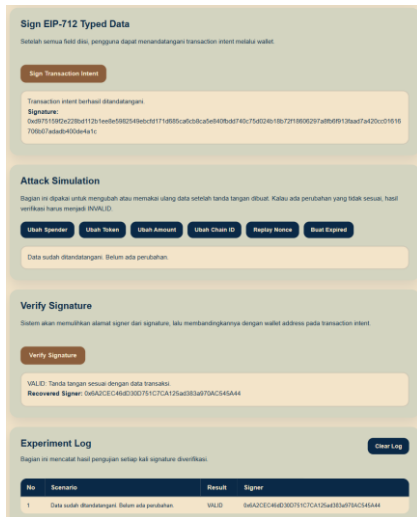 Sign EIP-712 Typed Data
Setelah semua field diisi, pengguna dapat menandatangani transaction intent melalui wallet.
Sign Transaction Intent
Transaction intent berhasil ditandatangani.
Signature:
Attack Simulation
Bagian ini dipakai untuk mengubah atau memakai ulang data setelah tanda tangan dibuat. Kalau ada perubahan yang tidak sesuai, hasil
verifikasi harus menjadi INVALID.
Ubah Spender Ubah Token Ubah Amount Ubah Chain ID Replay Nonce Buat Expired
Data sudah ditandatangani. Belum ada perubahan.
Verify Signature
Sistem akan memulihkan alamat signer dari signature, lalu membandingkannya dengan wallet address pada transaction intent.
Verify Signature
VALID: Tanda tangan sesuai dengan data transaksi.
Recovered Signer: 0x6A2CEC46dD30D751C7CA125ad383a970AC545A44
Experiment Log
Clear Log
Bagian ini mencatat hasil pengujian setiap kali signature diverifikasi.
No Scenario Result Signer
1 Data sudah ditandatangani. Belum ada perubahan. VALID 0x6A2CEC46dD30D751C7CA125ad383a970AC545A44